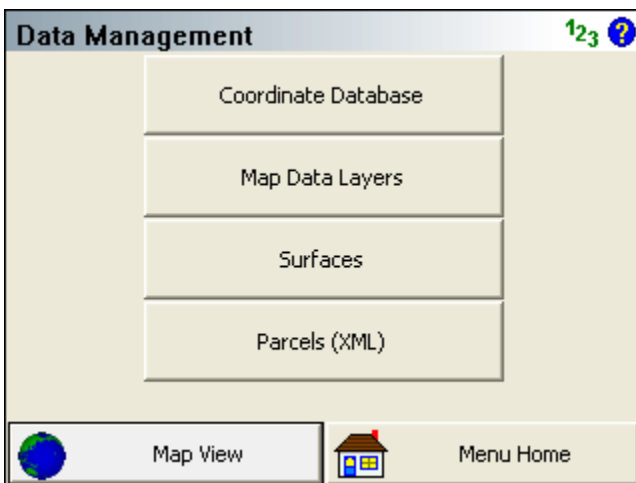 Data Management 123 ?
Coordinate Database
Map Data Layers
Surfaces
Parcels (XML)
Map View Menu Home